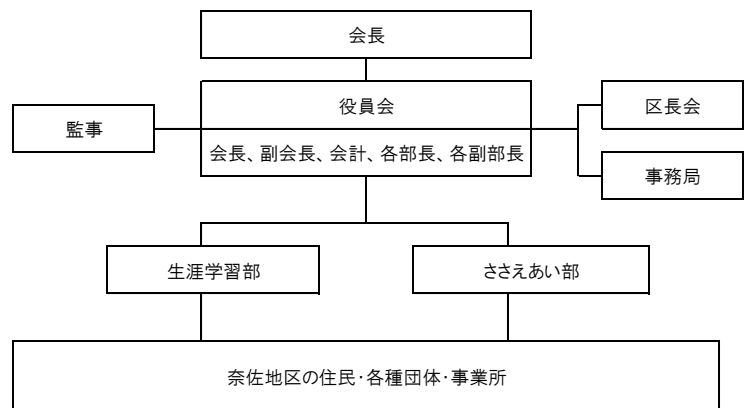 会長
役員会
会長、副会長、会計、各部長、各副部長
監事
区長会
事務局
生涯学習部
ささえあい部
奈佐地区の住民・各種団体・事業所